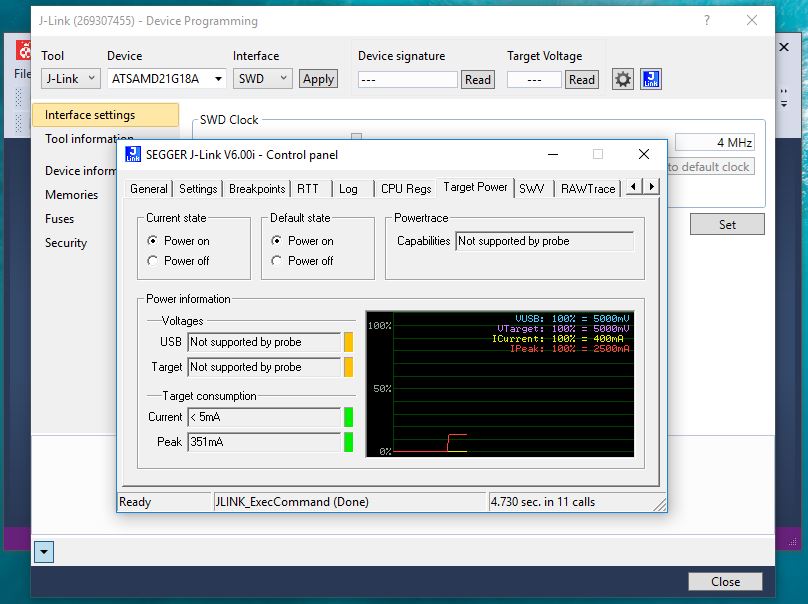 J-Link (269307455) - Device Programming
?
Tool Device Interface Device signature Target Voltage
J-Link ATSAMD21G18A SWD Apply --- Read --- Read
J Link
File
Interface settings
Tool information
Device inform
Memories
Fuses
Security
SWD Clock
4 MHz
to default clock
Set
J Link SEGGER J-Link V6.00i - Control panel
General Settings Breakpoints RTT Log CPU Regs Target Power SWV RAWTrace
Current state
Power on
Power off
Default state
Power on
Power off
Powertrace
Capabilities Not supported by probe
Power information
Voltages
USB Not supported by probe
Target Not supported by probe
Target consumption
Current < 5mA
Peak 351mA
100%
50%
0%
VUSB: 100% = 5000mV
VTarget: 100% = 5000mV
ICurrent: 100% = 400mA
IPeak: 100% = 2500mA
Ready JLINK_ExecCommand (Done) 4.730 sec. in 11 calls
Close